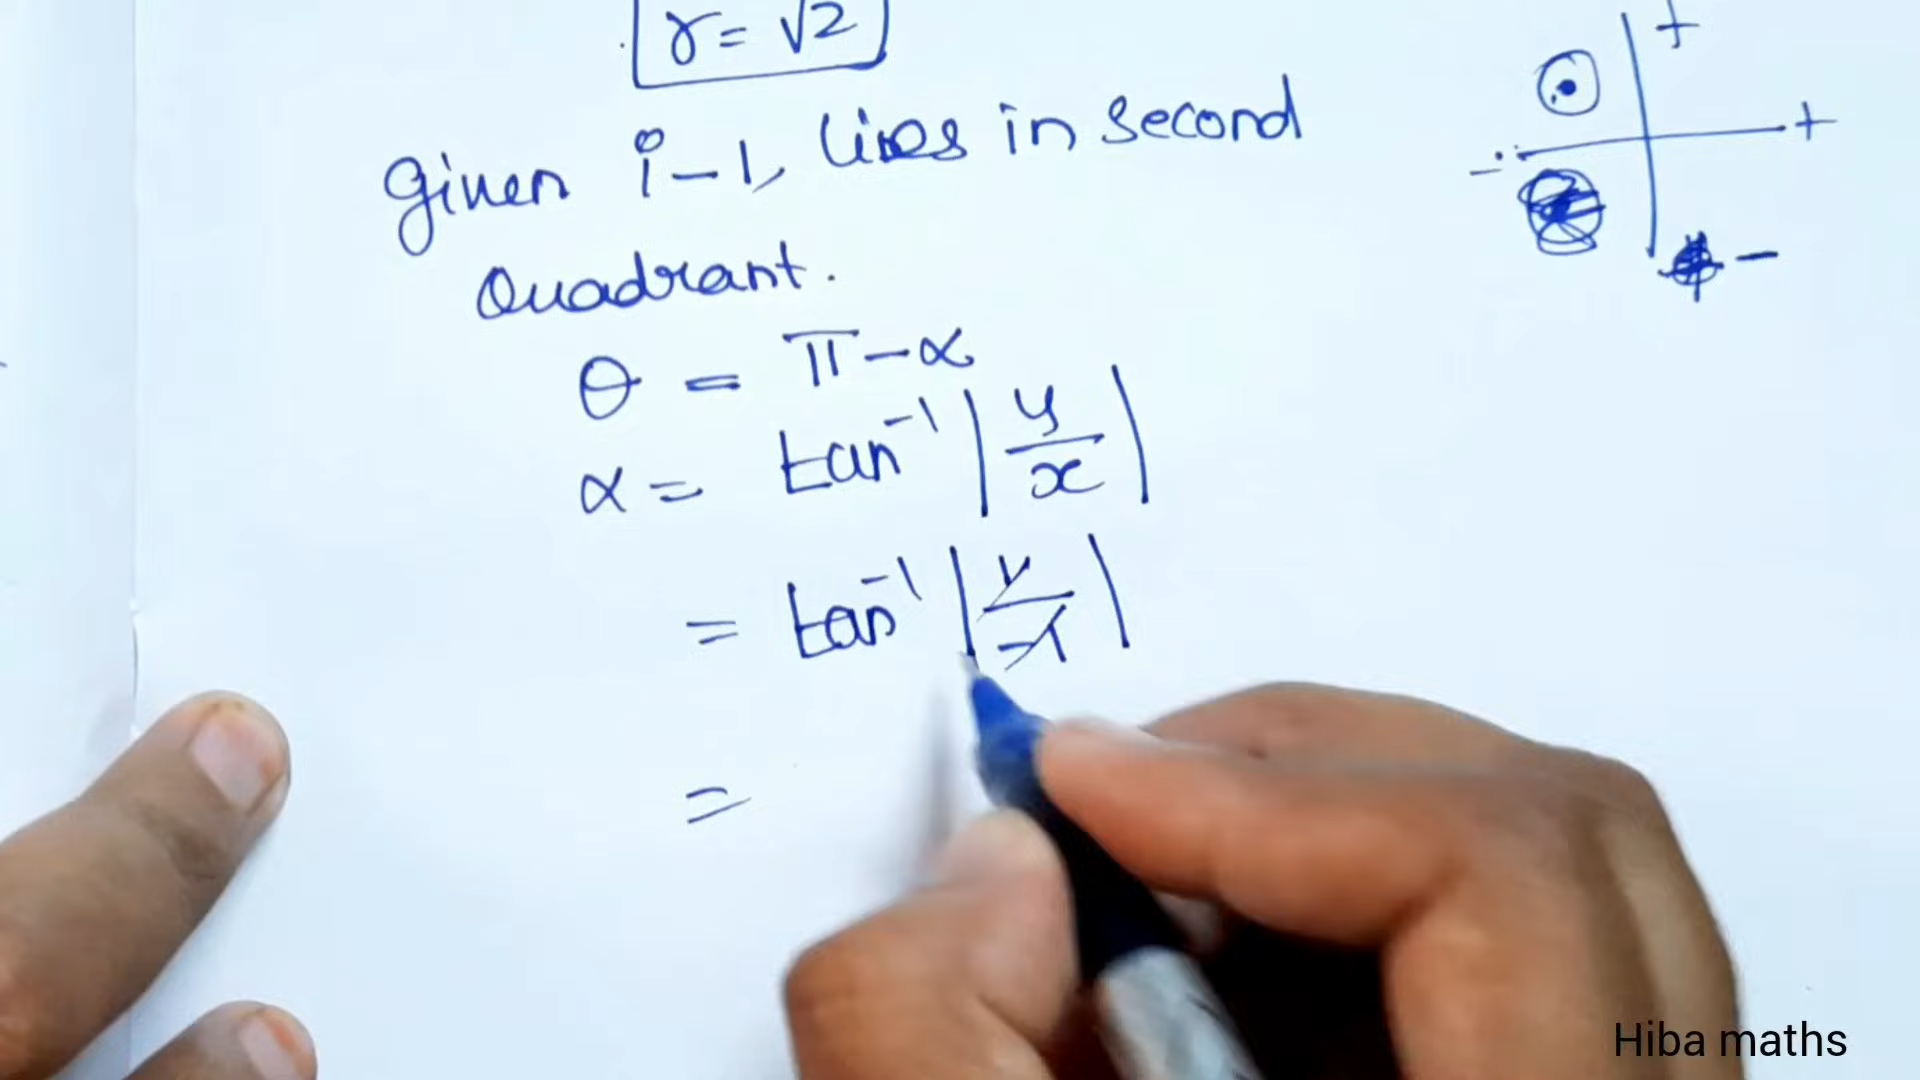 r = √2
Given i-1, lies in second
Quadrant.
θ = π-α
α = tan⁻¹ |y/x|
= tan⁻¹ |1/-1|
=
+
+
-
-
Hiba maths